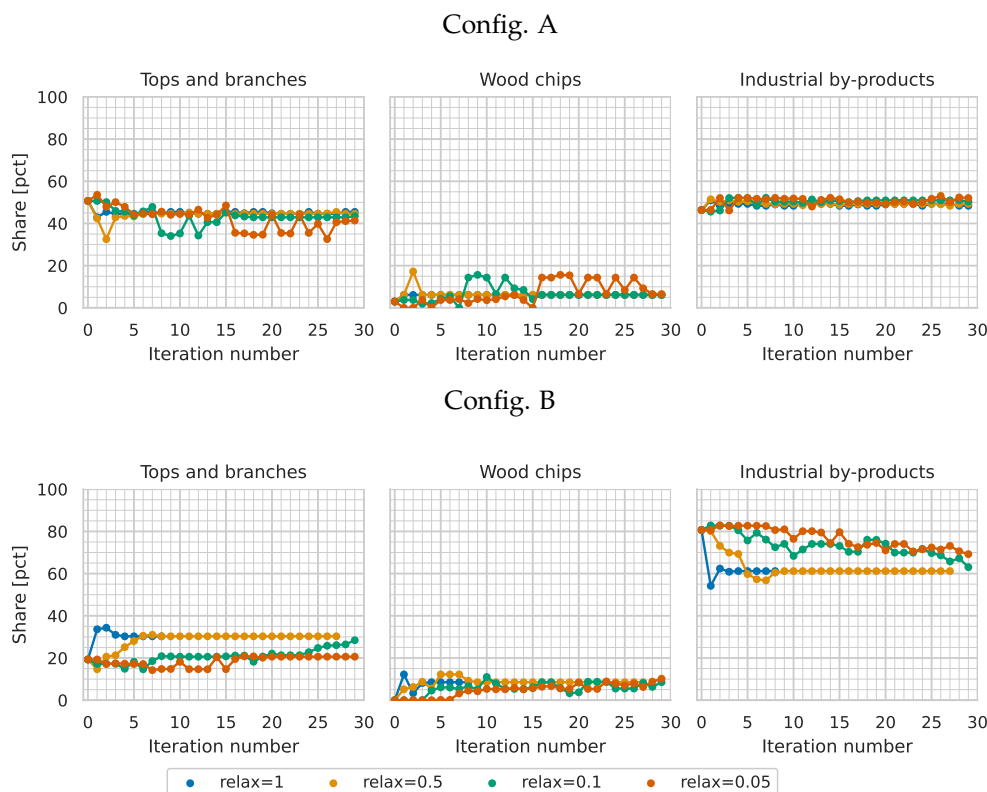 Config. A
Tops and branches Wood chips Industrial by-products
100
80
60
40
20
0
Share [pct]
0 5 10 15 20 25 30 0 5 10 15 20 25 30 0 5 10 15 20 25 30
Iteration number Iteration number Iteration number
Config. B
Tops and branches Wood chips Industrial by-products
100
80
60
40
20
0
Share [pct]
0 5 10 15 20 25 30 0 5 10 15 20 25 30 0 5 10 15 20 25 30
Iteration number Iteration number Iteration number
relax=1 relax=0.5 relax=0.1 relax=0.05